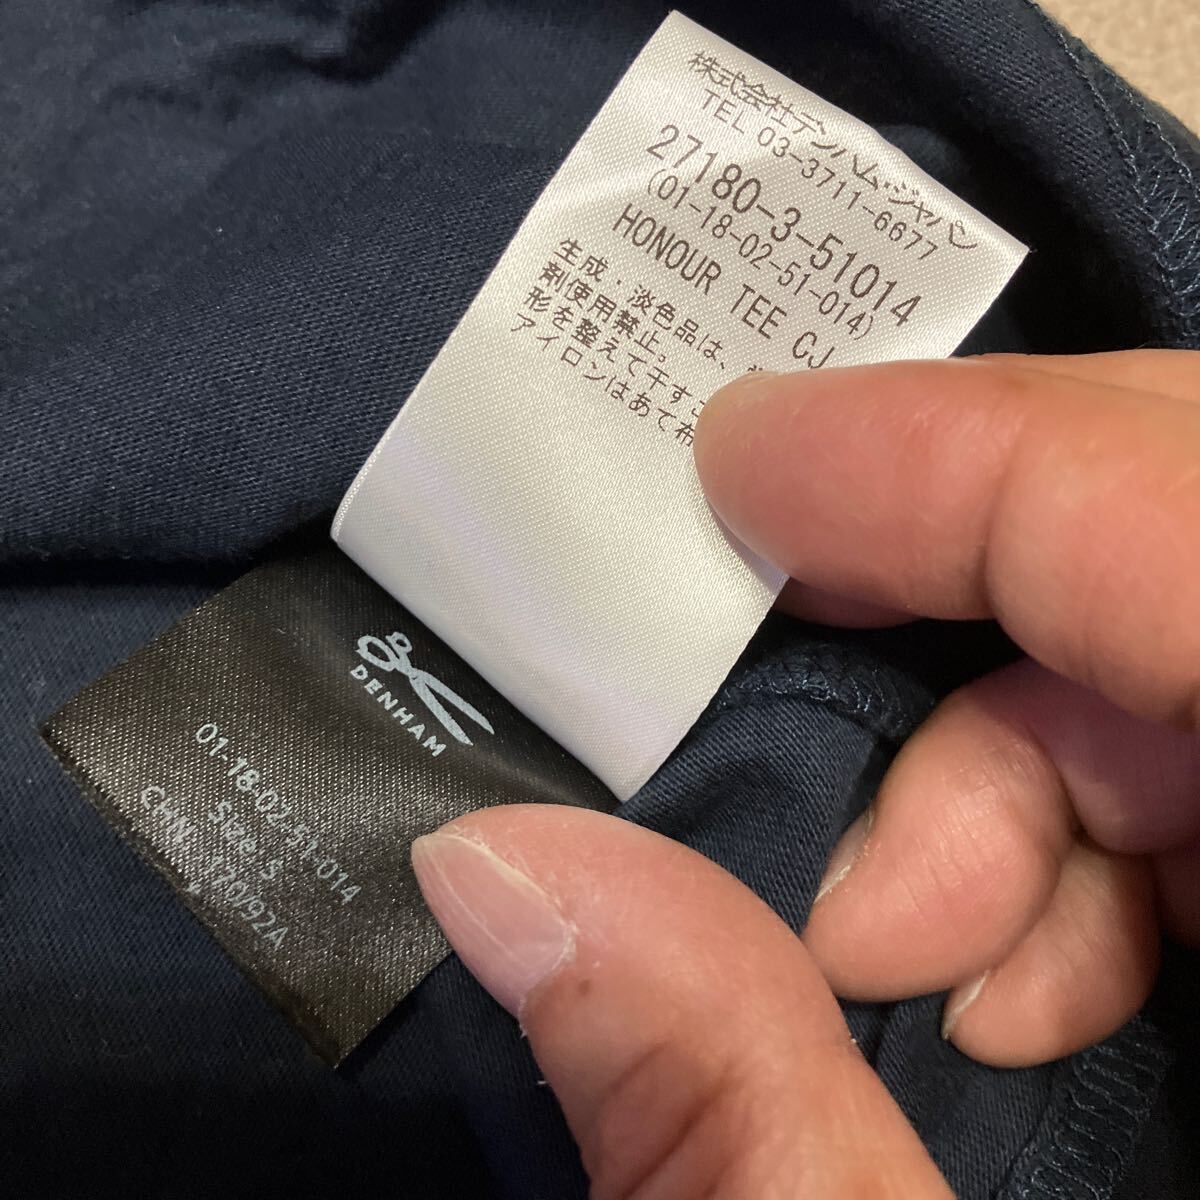 株式会社デンハム・ジャパン
TEL 03-3711-6677
27180-3-51014
(01-18-02-51-014)
HONOUR TEE CJ
生成・淡色品は、
剤使用禁止。
形を整えて干すこ
アイロンはあて布
DENHAM
01-18-02-51-014
Size. S
CHN. 170/92A